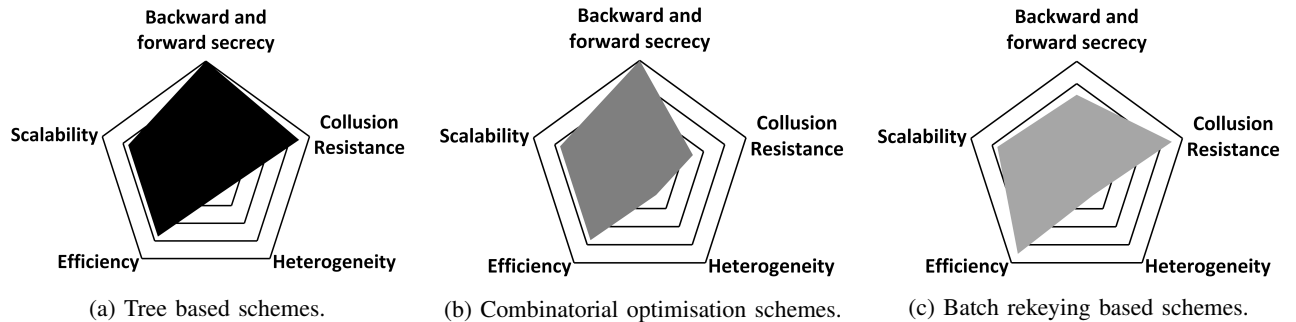 Backward and
forward secrecy
Scalability
Collusion
Resistance
Efficiency
Heterogeneity
(a) Tree based schemes.
Backward and
forward secrecy
Scalability
Collusion
Resistance
Efficiency
Heterogeneity
(b) Combinatorial optimisation schemes.
Backward and
forward secrecy
Scalability
Collusion
Resistance
Efficiency
Heterogeneity
(c) Batch rekeying based schemes.